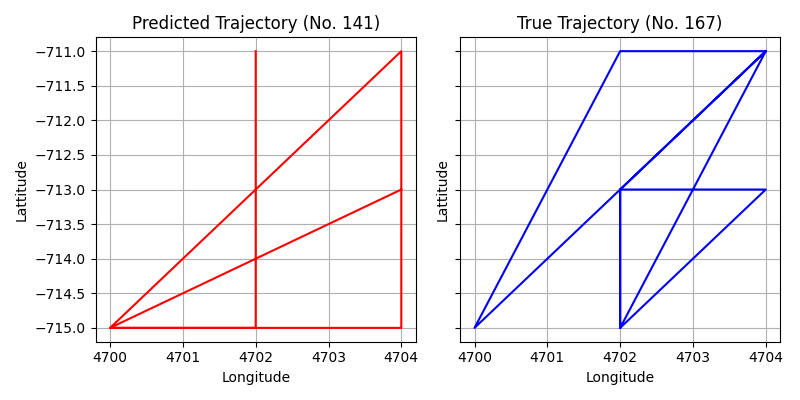 Predicted Trajectory (No. 141)
True Trajectory (No. 167)
−711.0
−711.5
−712.0
−712.5
−713.0
−713.5
−714.0
−714.5
−715.0
Lattitude
Lattitude
4700 4701 4702 4703 4704
4700 4701 4702 4703 4704
Longitude
Longitude